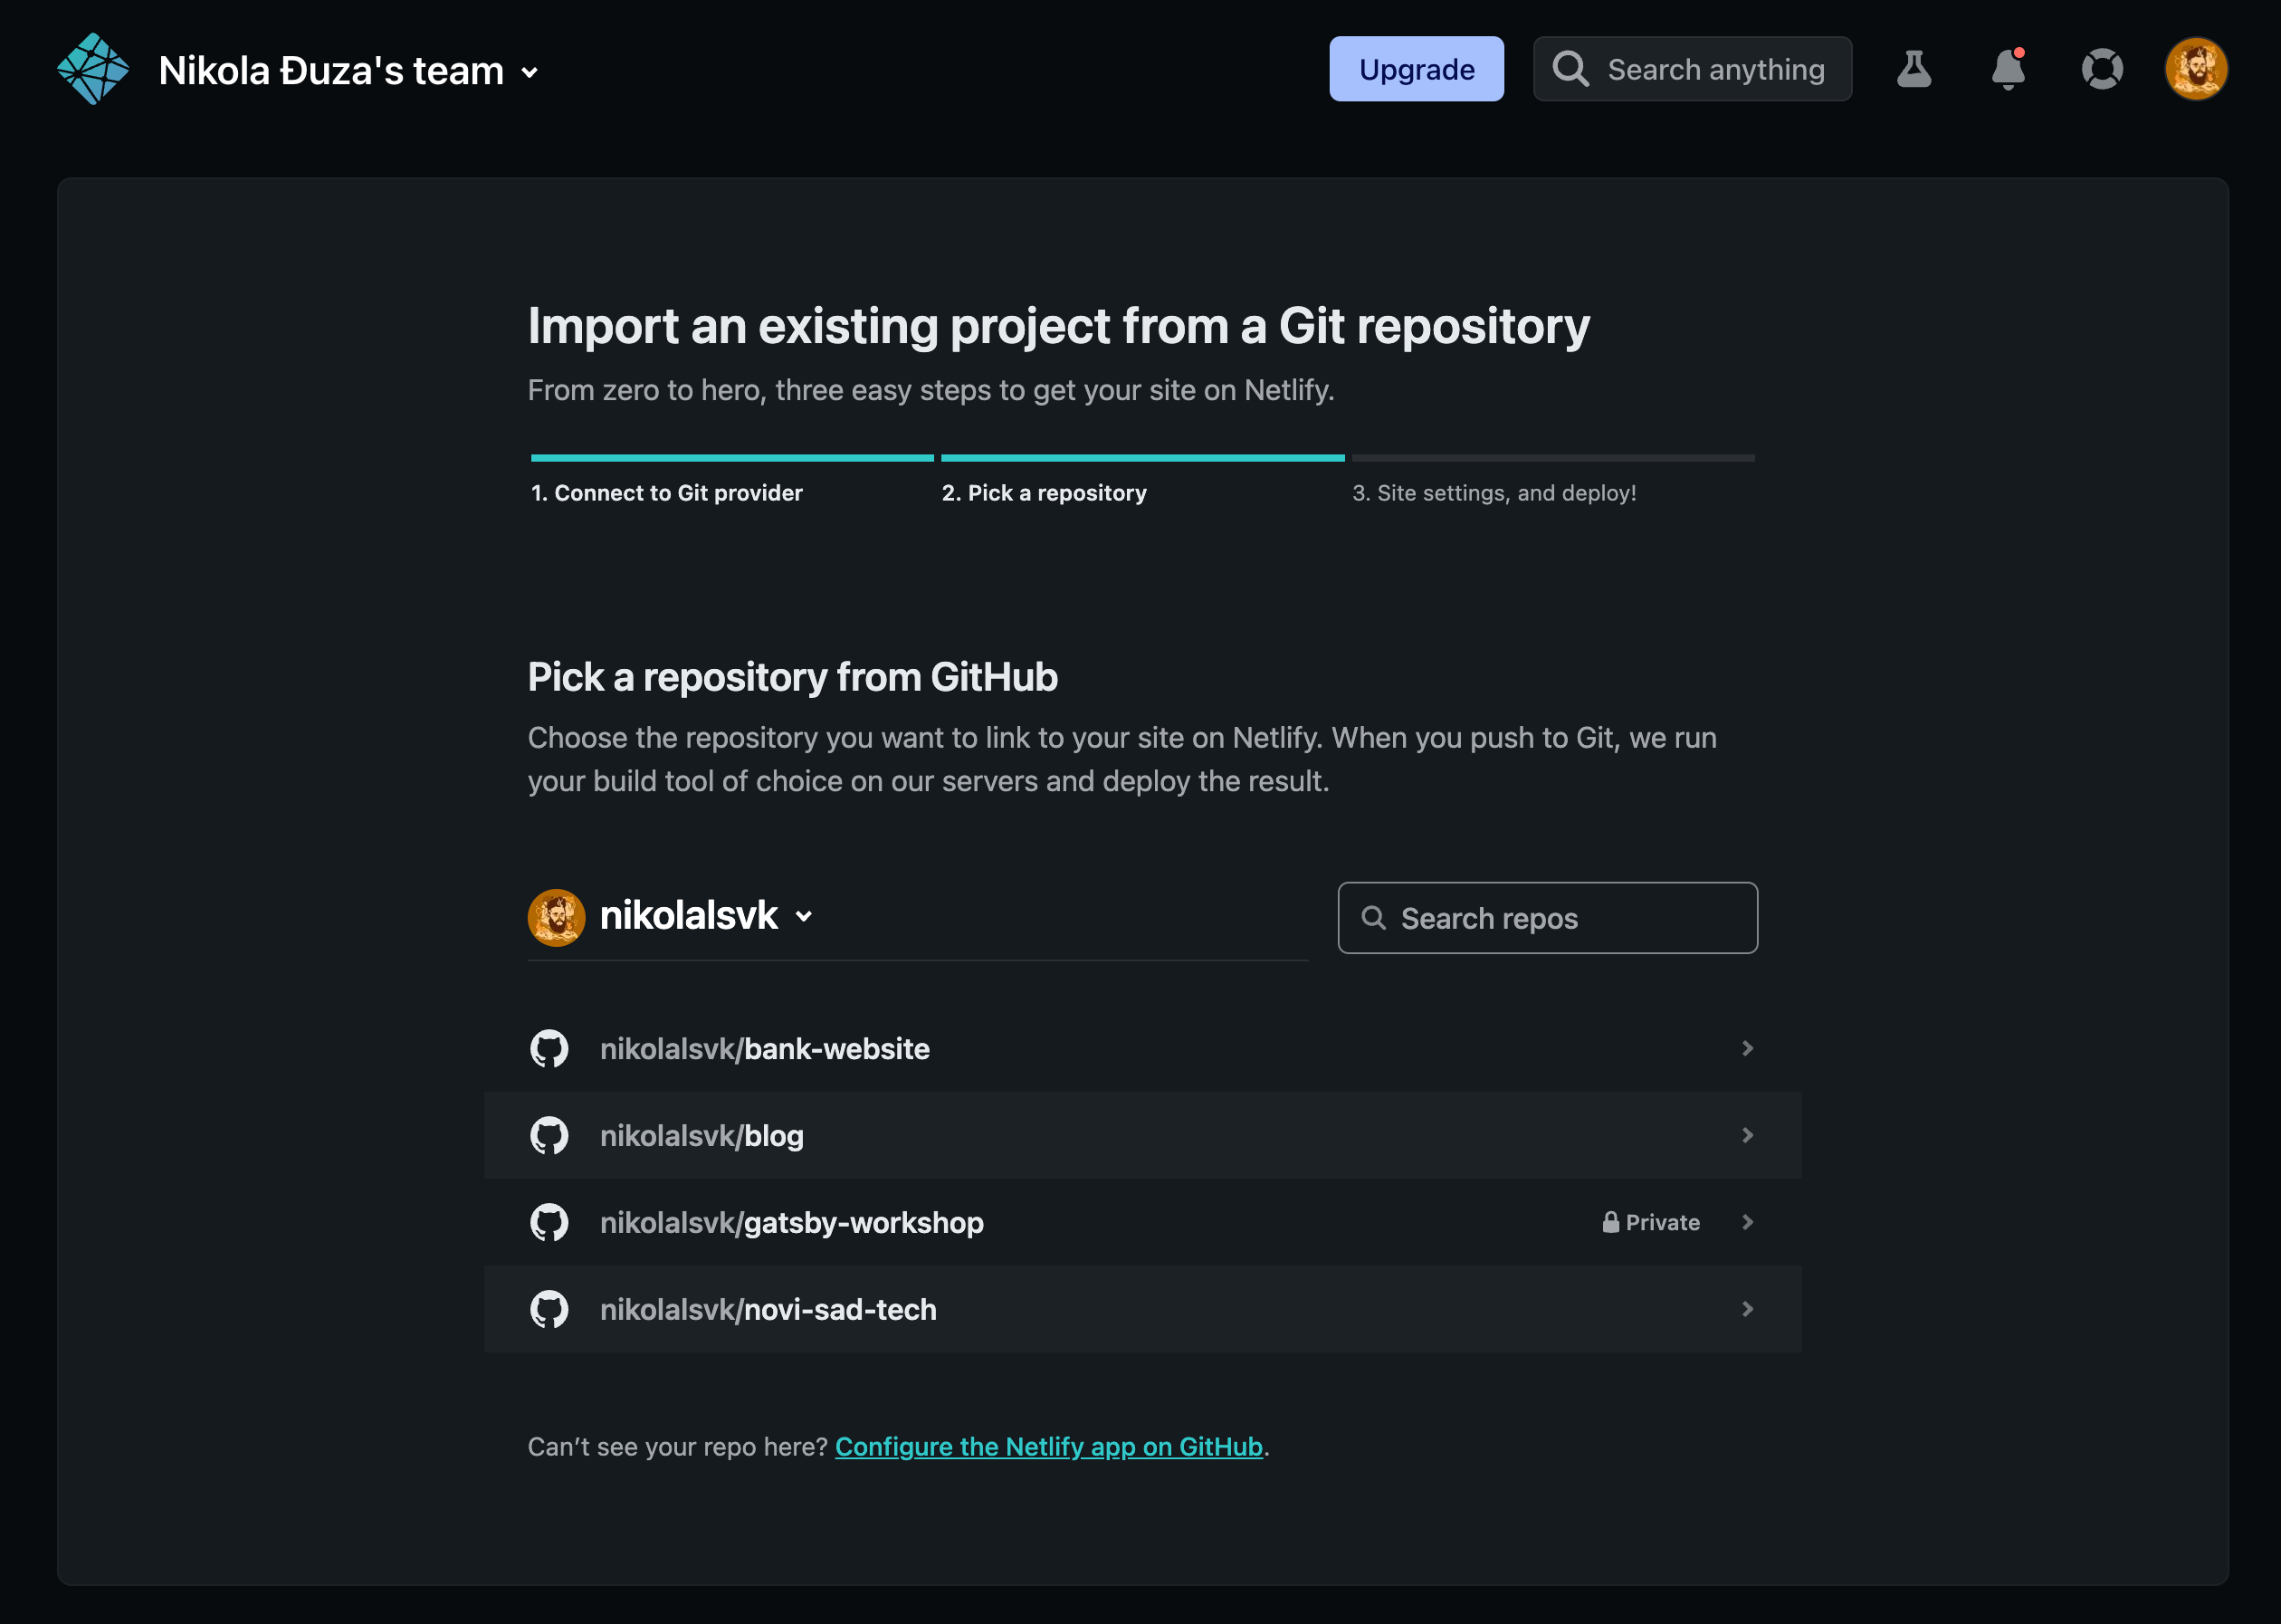 Nikola Đuza's team
Upgrade
Search anything
Import an existing project from a Git repository
From zero to hero, three easy steps to get your site on Netlify.
1. Connect to Git provider
2. Pick a repository
3. Site settings, and deploy!
Pick a repository from GitHub
Choose the repository you want to link to your site on Netlify. When you push to Git, we run
your build tool of choice on our servers and deploy the result.
nikolalsvk
Search repos
nikolalsvk/bank-website
nikolalsvk/blog
nikolalsvk/gatsby-workshop
Private
nikolalsvk/novi-sad-tech
Can’t see your repo here? Configure the Netlify app on GitHub.